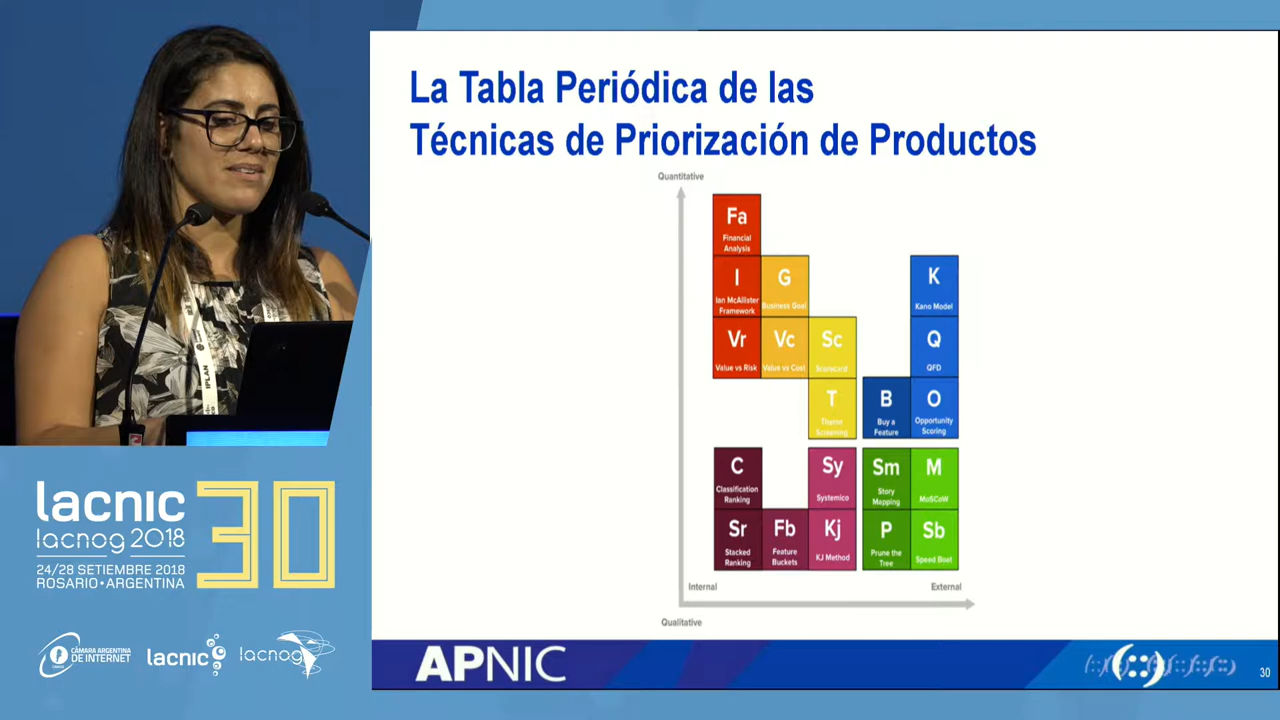 La Tabla Periódica de las
Técnicas de Priorización de Productos
Quantitative
Fa
Financial
Analysis
I
Ian McAllister
Framework
G
Business Goal
K
Kano Model
Vr
Value vs Risk
Vc
Value vs Cost
Sc
Scorecard
Q
QFD
T
Theme
Screening
B
Buy a
Feature
O
Opportunity
Scoring
C
Classification
Ranking
Sy
Systemico
Sm
Story
Mapping
M
MuSCoW
Sr
Stacked
Ranking
Fb
Feature
Buckets
Kj
KJ Method
P
Prune the
Tree
Sb
Speed Boat
Internal
External
Qualitative
APNIC
(::)
30
IPLAN
lacnic 30
lacnog 2018
24/28 SETIEMBRE 2018
ROSARIO•ARGENTINA
CÁMARA ARGENTINA
DE INTERNET
lacnic
lacnog